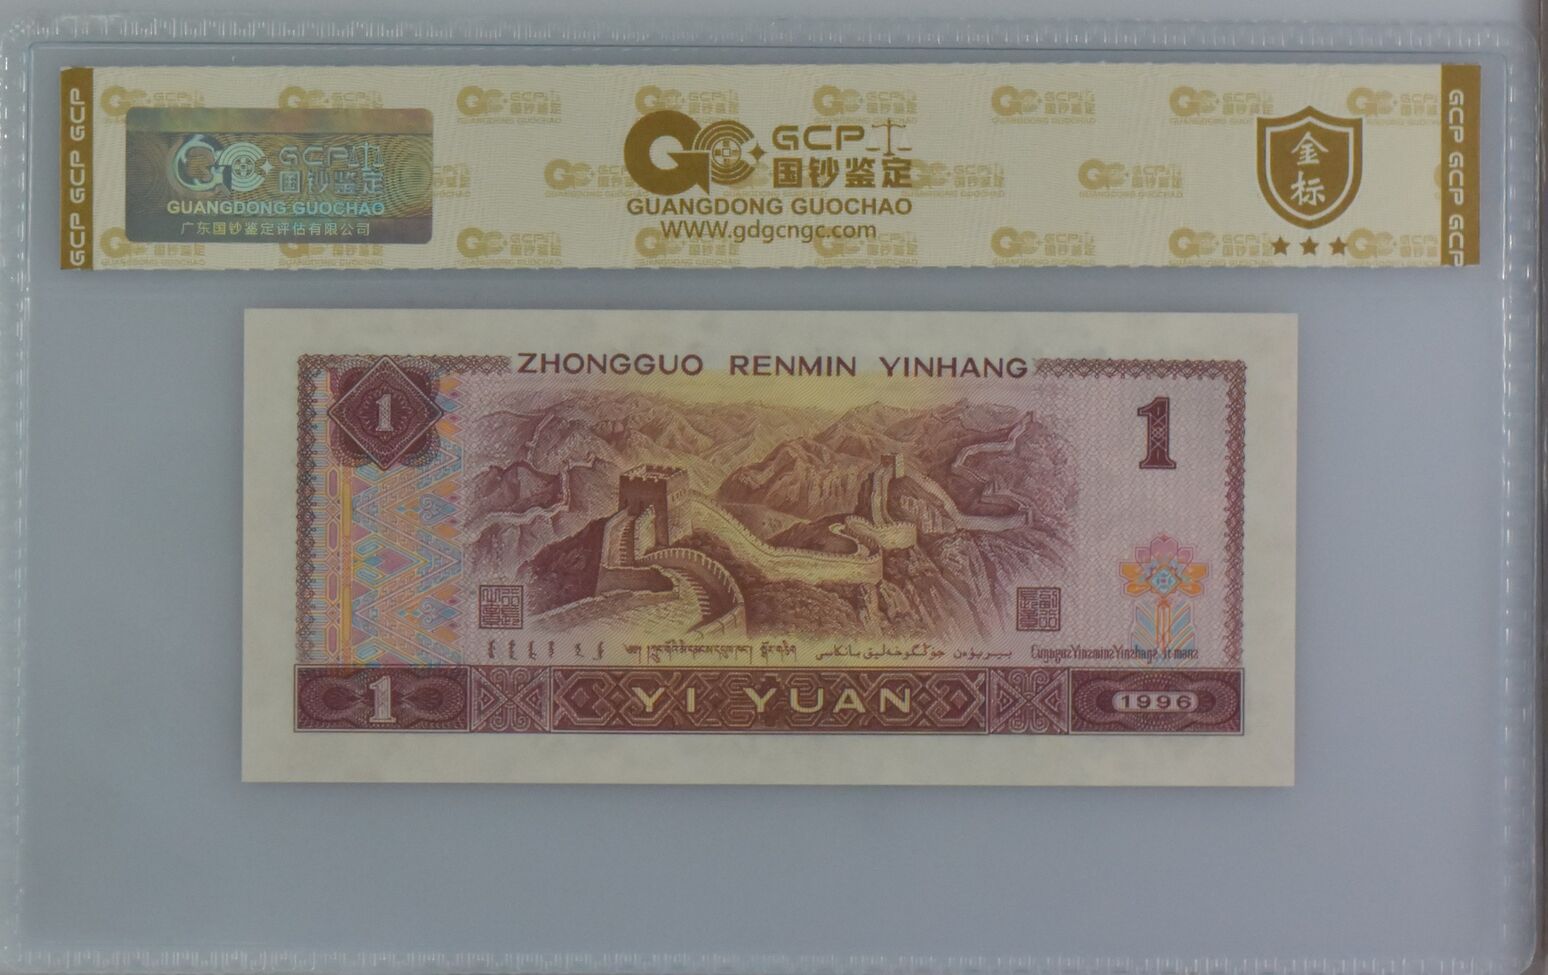 GCP GCP GCP
GCP
国钞鉴定
GUANGDONG GUOCHAO
广东国钞鉴定评估有限公司
GCP
国钞鉴定
GUANGDONG GUOCHAO
WWW.gdgcngc.com
金标
GCP GCP GCP
ZHONGGUO RENMIN YINHANG
1
1
1
YI YUAN
1996